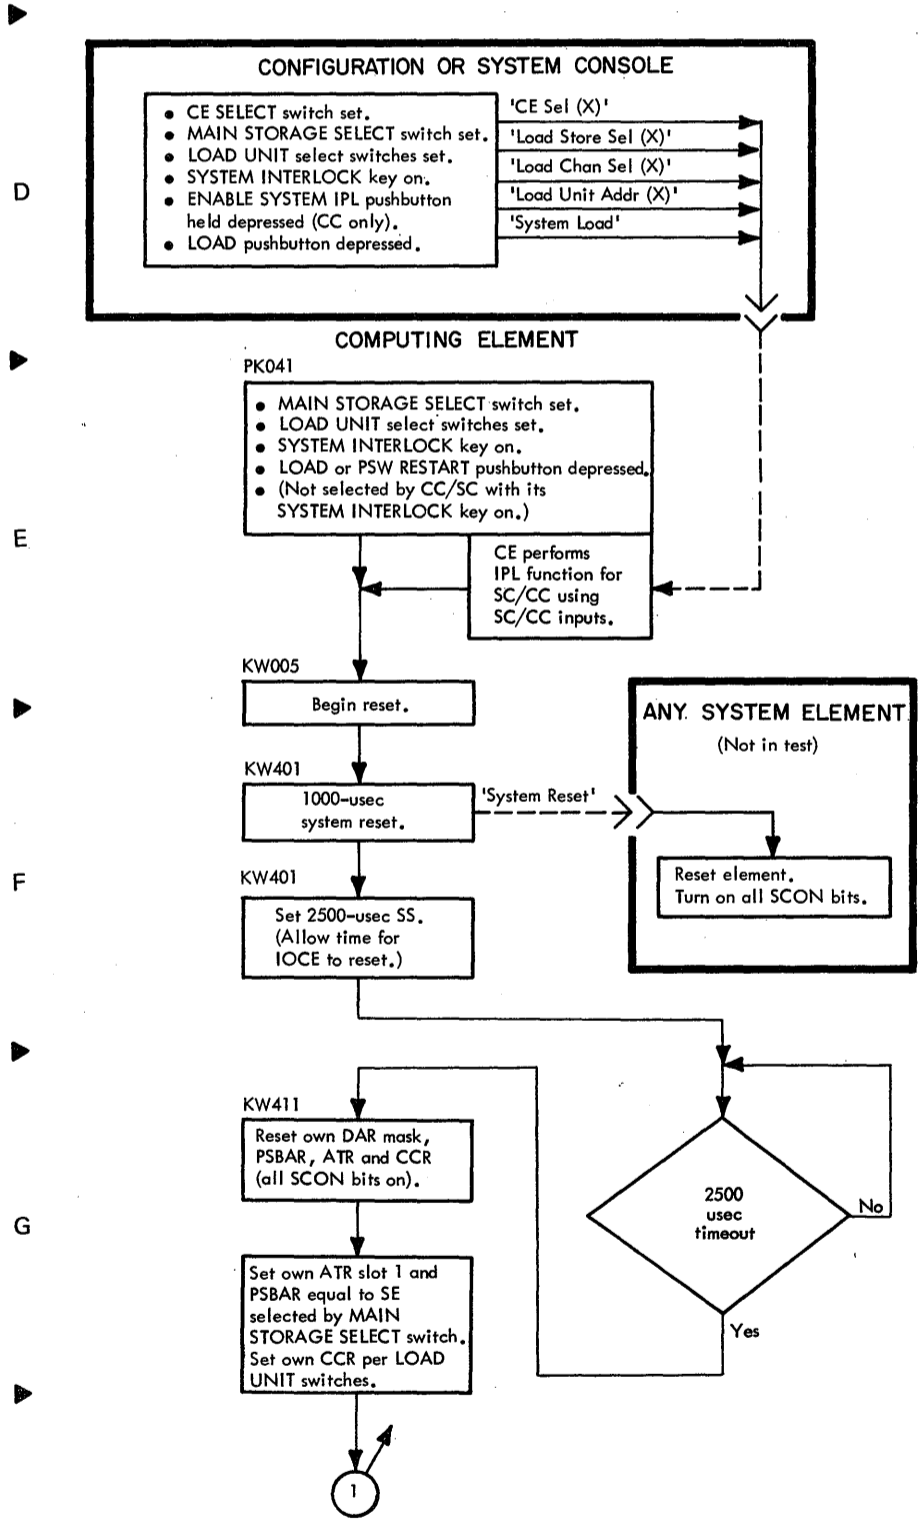 CONFIGURATION OR SYSTEM CONSOLE
• CE SELECT switch set.
• MAIN STORAGE SELECT switch set.
• LOAD UNIT select switches set.
• SYSTEM INTERLOCK key on.
• ENABLE SYSTEM IPL pushbutton
held depressed (CC only).
• LOAD pushbutton depressed.
'CE Sel (X)'
'Load Store Sel (X)'
'Load Chan Sel (X)'
'Load Unit Addr (X)'
'System Load'
D
COMPUTING ELEMENT
PK041
• MAIN STORAGE SELECT switch set.
• LOAD UNIT select switches set.
• SYSTEM INTERLOCK key on.
• LOAD or PSW RESTART pushbutton depressed.
• (Not selected by CC/SC with its
SYSTEM INTERLOCK key on.)
E
CE performs
IPL function for
SC/CC using
SC/CC inputs.
KW005
Begin reset.
KW401
1000-usec
system reset.
'System Reset'
ANY SYSTEM ELEMENT
(Not in test)
Reset element.
Turn on all SCON bits.
F
KW401
Set 2500-usec SS.
(Allow time for
IOCE to reset.)
KW411
Reset own DAR mask,
PSBAR, ATR and CCR
(all SCON bits on).
2500
usec
timeout
No
Yes
G
Set own ATR slot 1 and
PSBAR equal to SE
selected by MAIN
STORAGE SELECT switch.
Set own CCR per LOAD
UNIT switches.
1